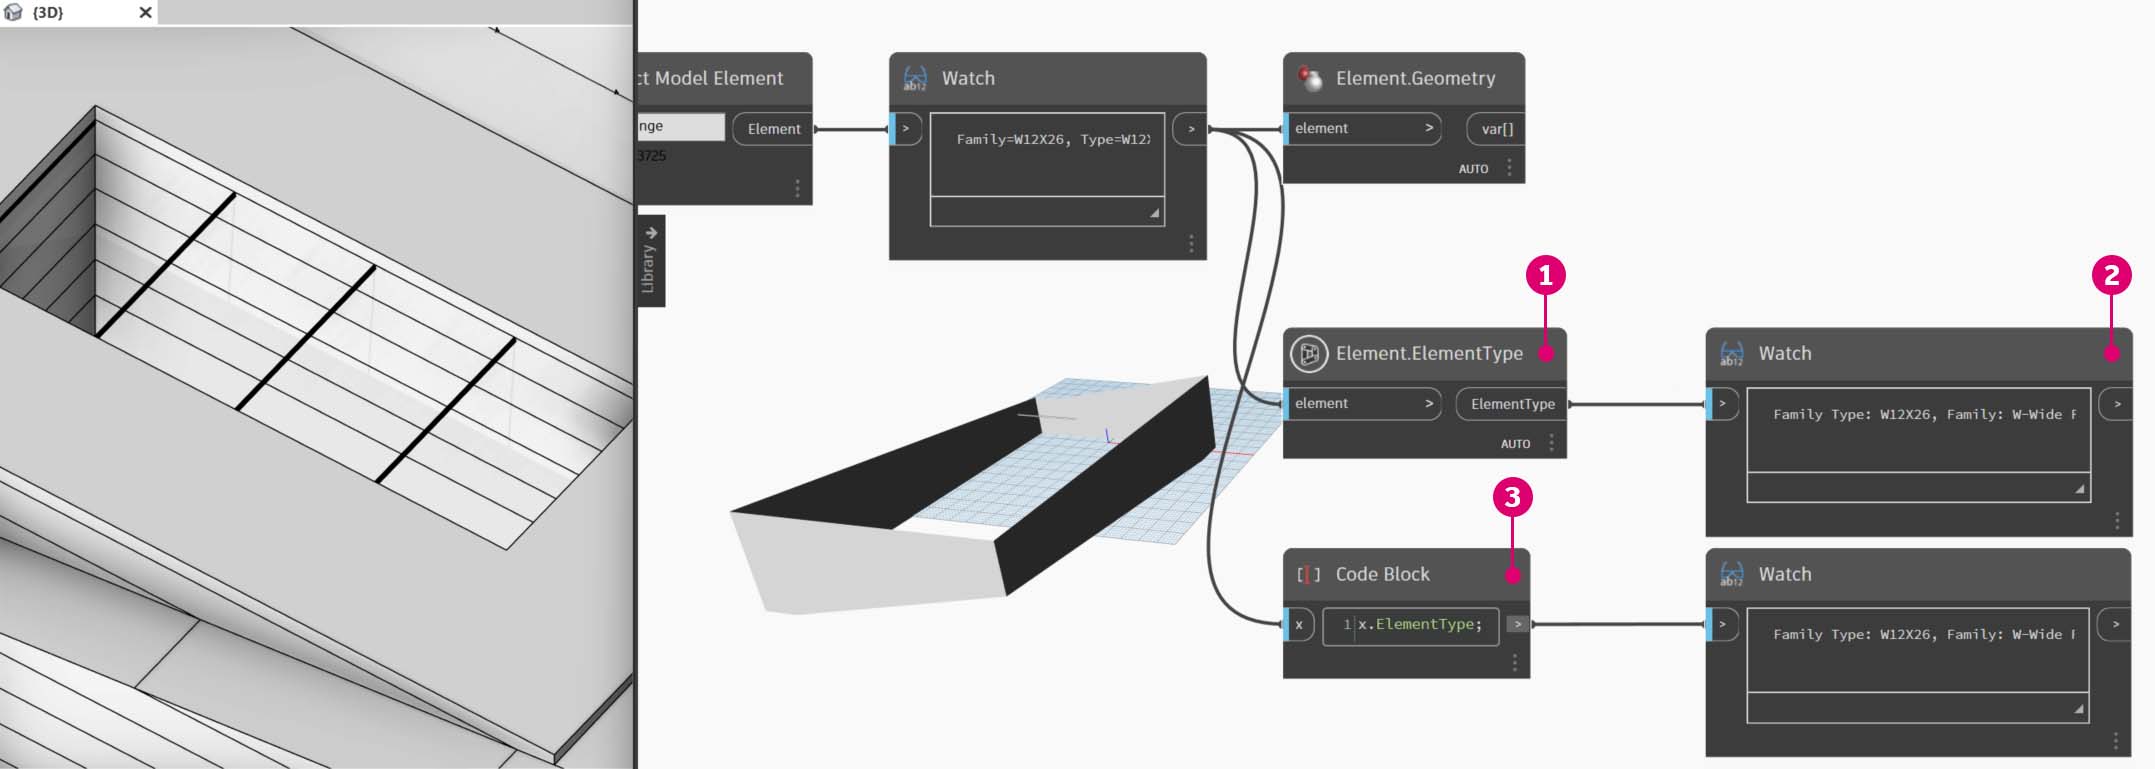 {3D}
ct Model Element
nge
Element
3725
Library
Watch
>
Family=W12X26, Type=W12
>
Element.Geometry
element >
var[]
AUTO
1
Element.ElementType
element >
ElementType
AUTO
2
Watch
>
Family Type: W12X26, Family: W-Wide F
>
3
Code Block
x
1 x.ElementType;
>
Watch
>
Family Type: W12X26, Family: W-Wide F
>